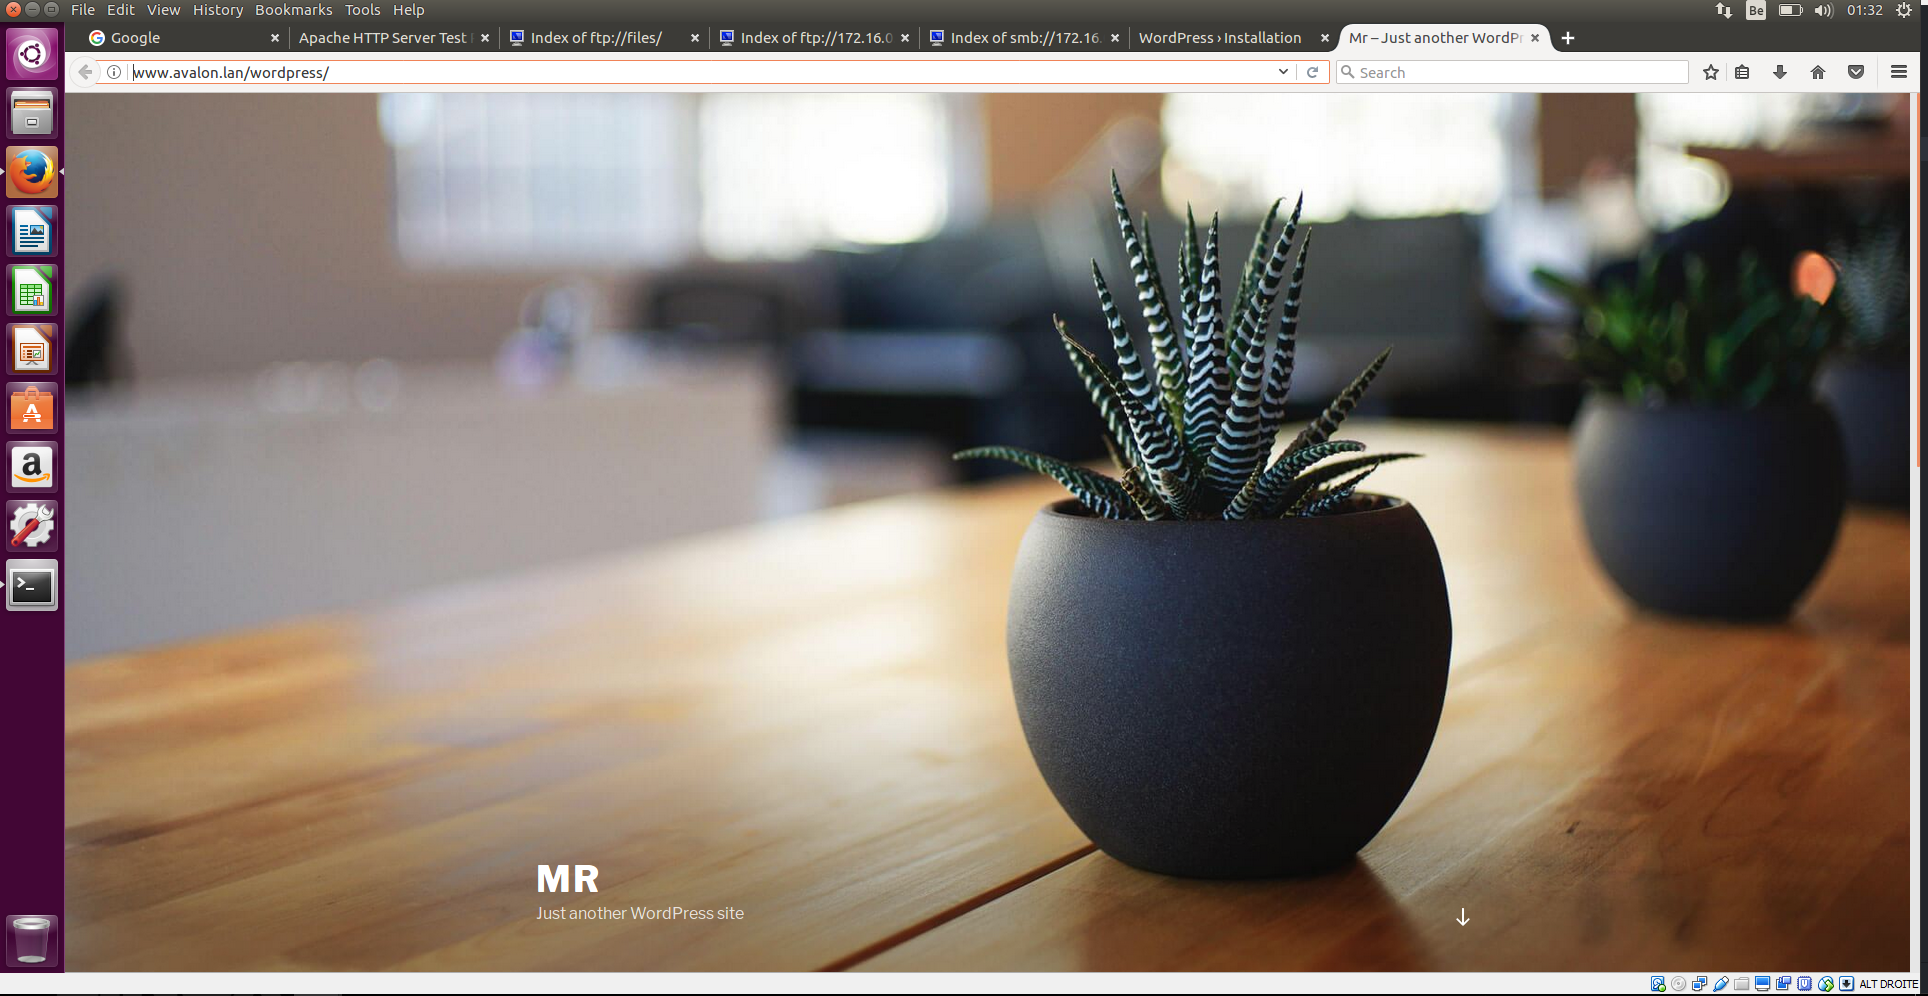 File Edit View History Bookmarks Tools Help
Be
01:32
Google
Apache HTTP Server Test
Index of ftp://files/
Index of ftp://172.16.0
Index of smb://172.16.
WordPress › Installation
Mr – Just another WordPr
www.avalon.lan/wordpress/
Search
MR
Just another WordPress site
ALT DROITE